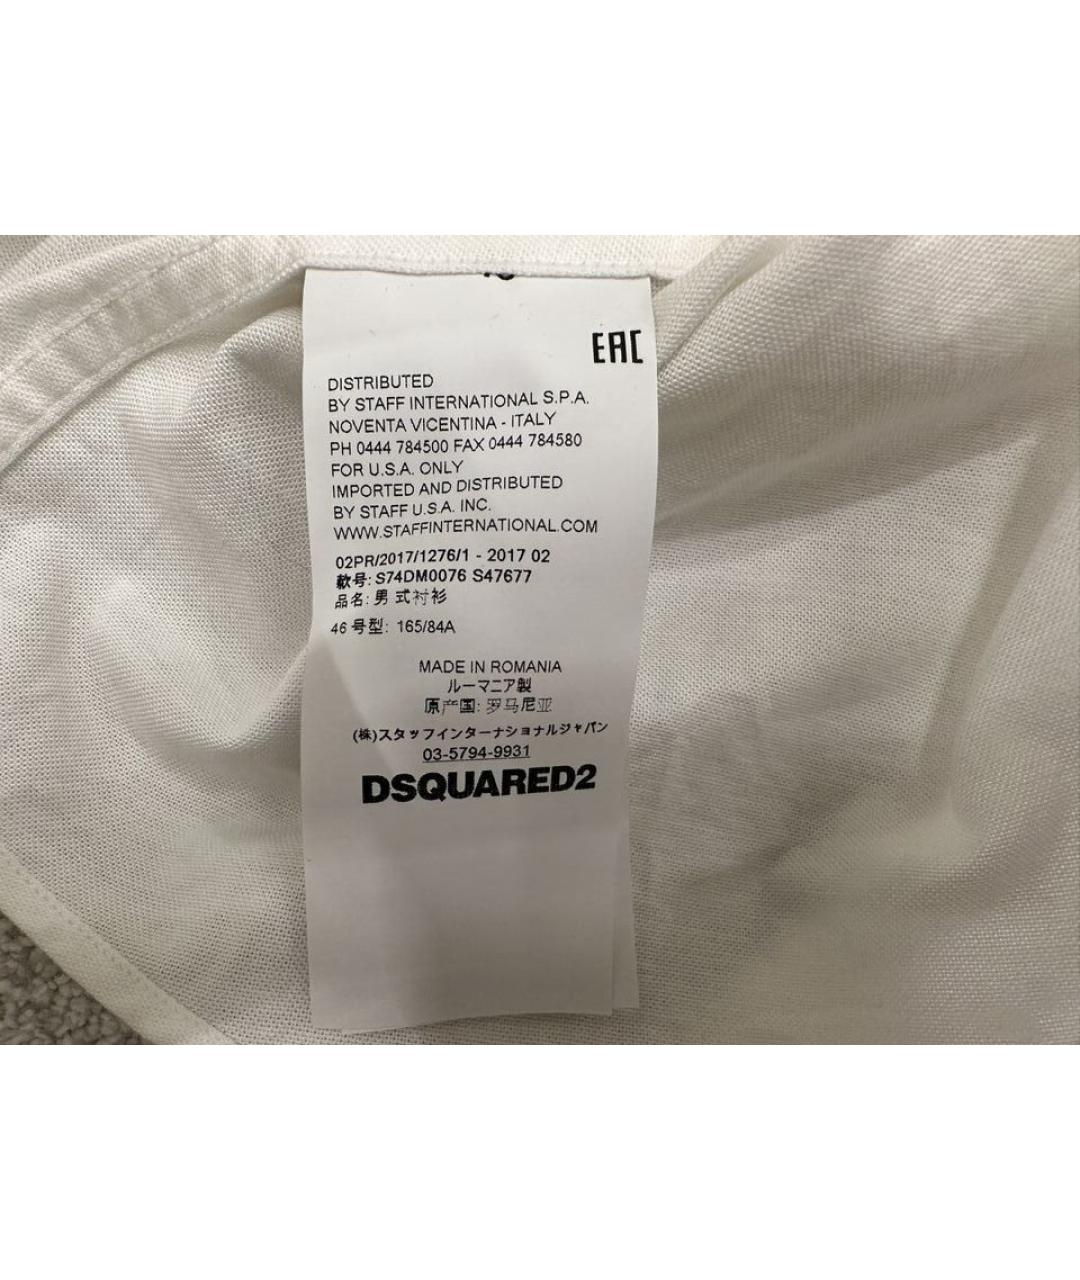 EAC
DISTRIBUTED
BY STAFF INTERNATIONAL S.P.A.
NOVENTA VICENTINA - ITALY
PH 0444 784500 FAX 0444 784580
FOR U.S.A. ONLY
IMPORTED AND DISTRIBUTED
BY STAFF U.S.A. INC.
WWW.STAFFINTERNATIONAL.COM
02PR/2017/1276/1 - 2017 02
款号: S74DM0076 S47677
品名: 男 式衬衫
46 号型: 165/84A
MADE IN ROMANIA
ルーマニア製
原产国: 罗马尼亚
(株)スタッフインターナショナルジャパン
03-5794-9931
DSQUARED2